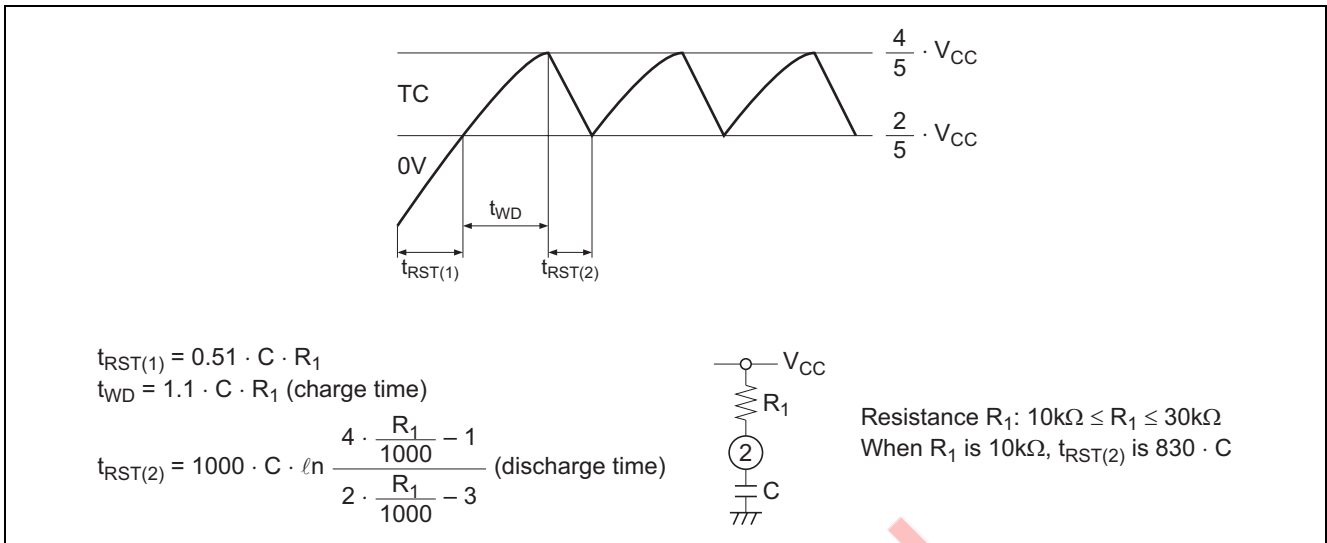 4/5 · VCC
TC
2/5 · VCC
0V
tWD
tRST(1)
tRST(2)
tRST(1) = 0.51 · C · R1
tWD = 1.1 · C · R1 (charge time)
tRST(2) = 1000 · C · ℓn (4 · R1/1000 – 1)/(2 · R1/1000 – 3) (discharge time)
VCC
R1
2
C
Resistance R1: 10kΩ ≤ R1 ≤ 30kΩ
When R1 is 10kΩ, tRST(2) is 830 · C